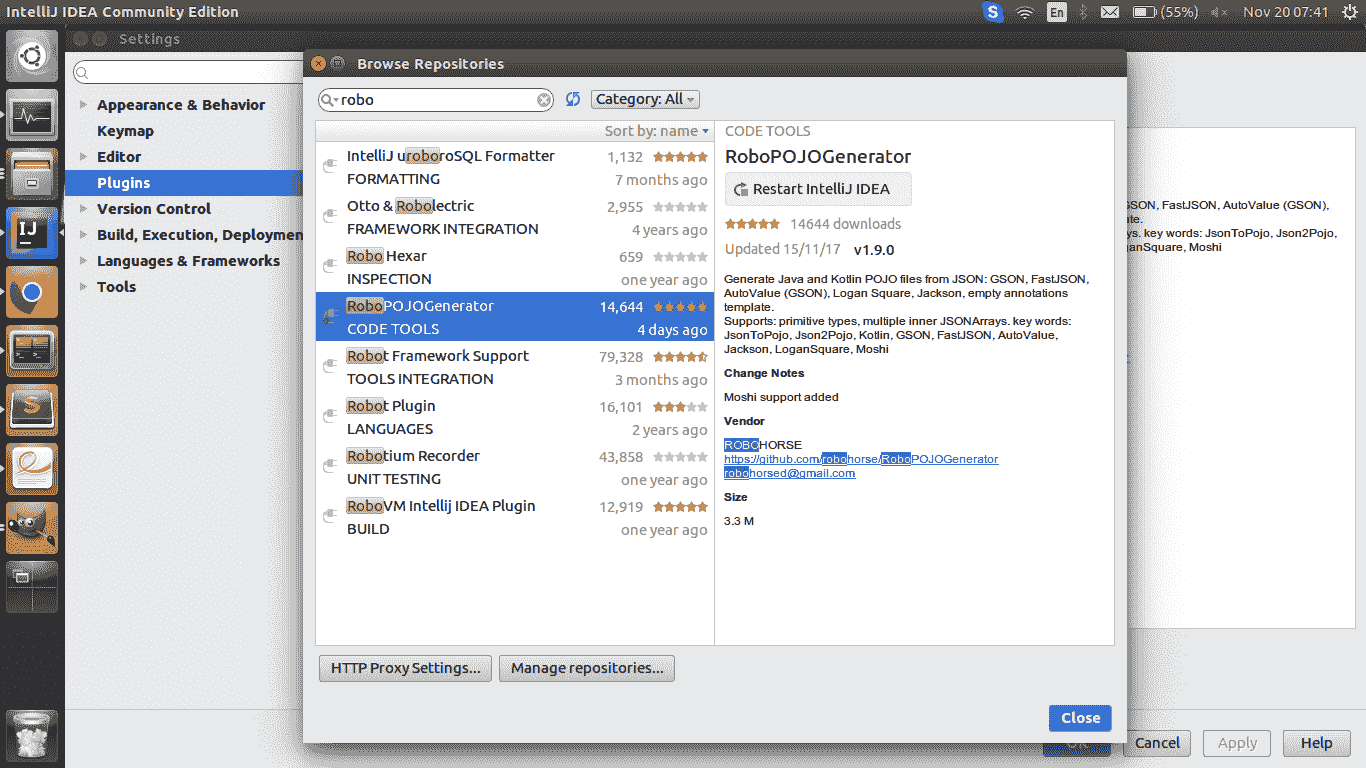 IntelliJ IDEA Community Edition
S
En
(55%)
Nov 20 07:41
Settings
Browse Repositories
robo
Category: All
Appearance & Behavior
Keymap
Editor
Plugins
Version Control
Build, Execution, Deploymen
Languages & Frameworks
Tools
Sort by: name
IntelliJ uroboroSQL Formatter 1,132
FORMATTING 7 months ago
Otto & Robolectric 2,955
FRAMEWORK INTEGRATION 4 years ago
Robo Hexar 659
INSPECTION one year ago
RoboPOJOGenerator 14,644
CODE TOOLS 4 days ago
Robot Framework Support 79,328
TOOLS INTEGRATION 3 months ago
Robot Plugin 16,101
LANGUAGES 2 years ago
Robotium Recorder 43,858
UNIT TESTING one year ago
RoboVM Intellij IDEA Plugin 12,919
BUILD one year ago
CODE TOOLS
RoboPOJOGenerator
Restart IntelliJ IDEA
14644 downloads
Updated 15/11/17 v1.9.0
Generate Java and Kotlin POJO files from JSON: GSON, FastJSON,
AutoValue (GSON), Logan Square, Jackson, empty annotations
template.
Supports: primitive types, multiple inner JSONArrays. key words:
JsonToPojo, Json2Pojo, Kotlin, GSON, FastJSON, AutoValue,
Jackson, LoganSquare, Moshi
Change Notes
Moshi support added
Vendor
ROBOHORSE
https://github.com/robohorse/RoboPOJOGenerator
robohorsed@gmail.com
Size
3.3 M
SON, FastJSON, AutoValue (GSON),
ate.
ys. key words: JsonToPojo, Json2Pojo,
ganSquare, Moshi
HTTP Proxy Settings...
Manage repositories...
Close
OK
Cancel
Apply
Help
IJ
S